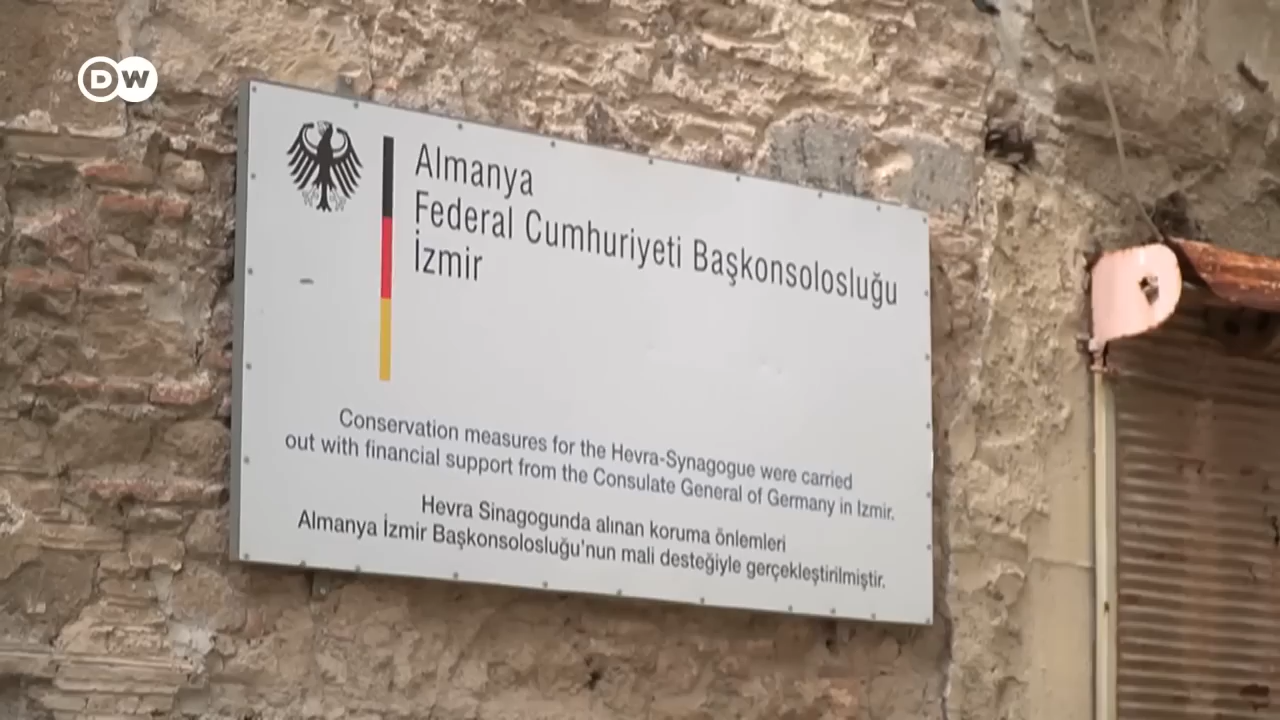 DW
Almanya
Federal Cumhuriyeti Başkonsolosluğu
İzmir
Conservation measures for the Hevra-Synagogue were carried
out with financial support from the Consulate General of Germany in Izmir.
Hevra Sinagogunda alınan koruma önlemleri
Almanya İzmir Başkonsolosluğu'nun mali desteğiyle gerçekleştirilmiştir.